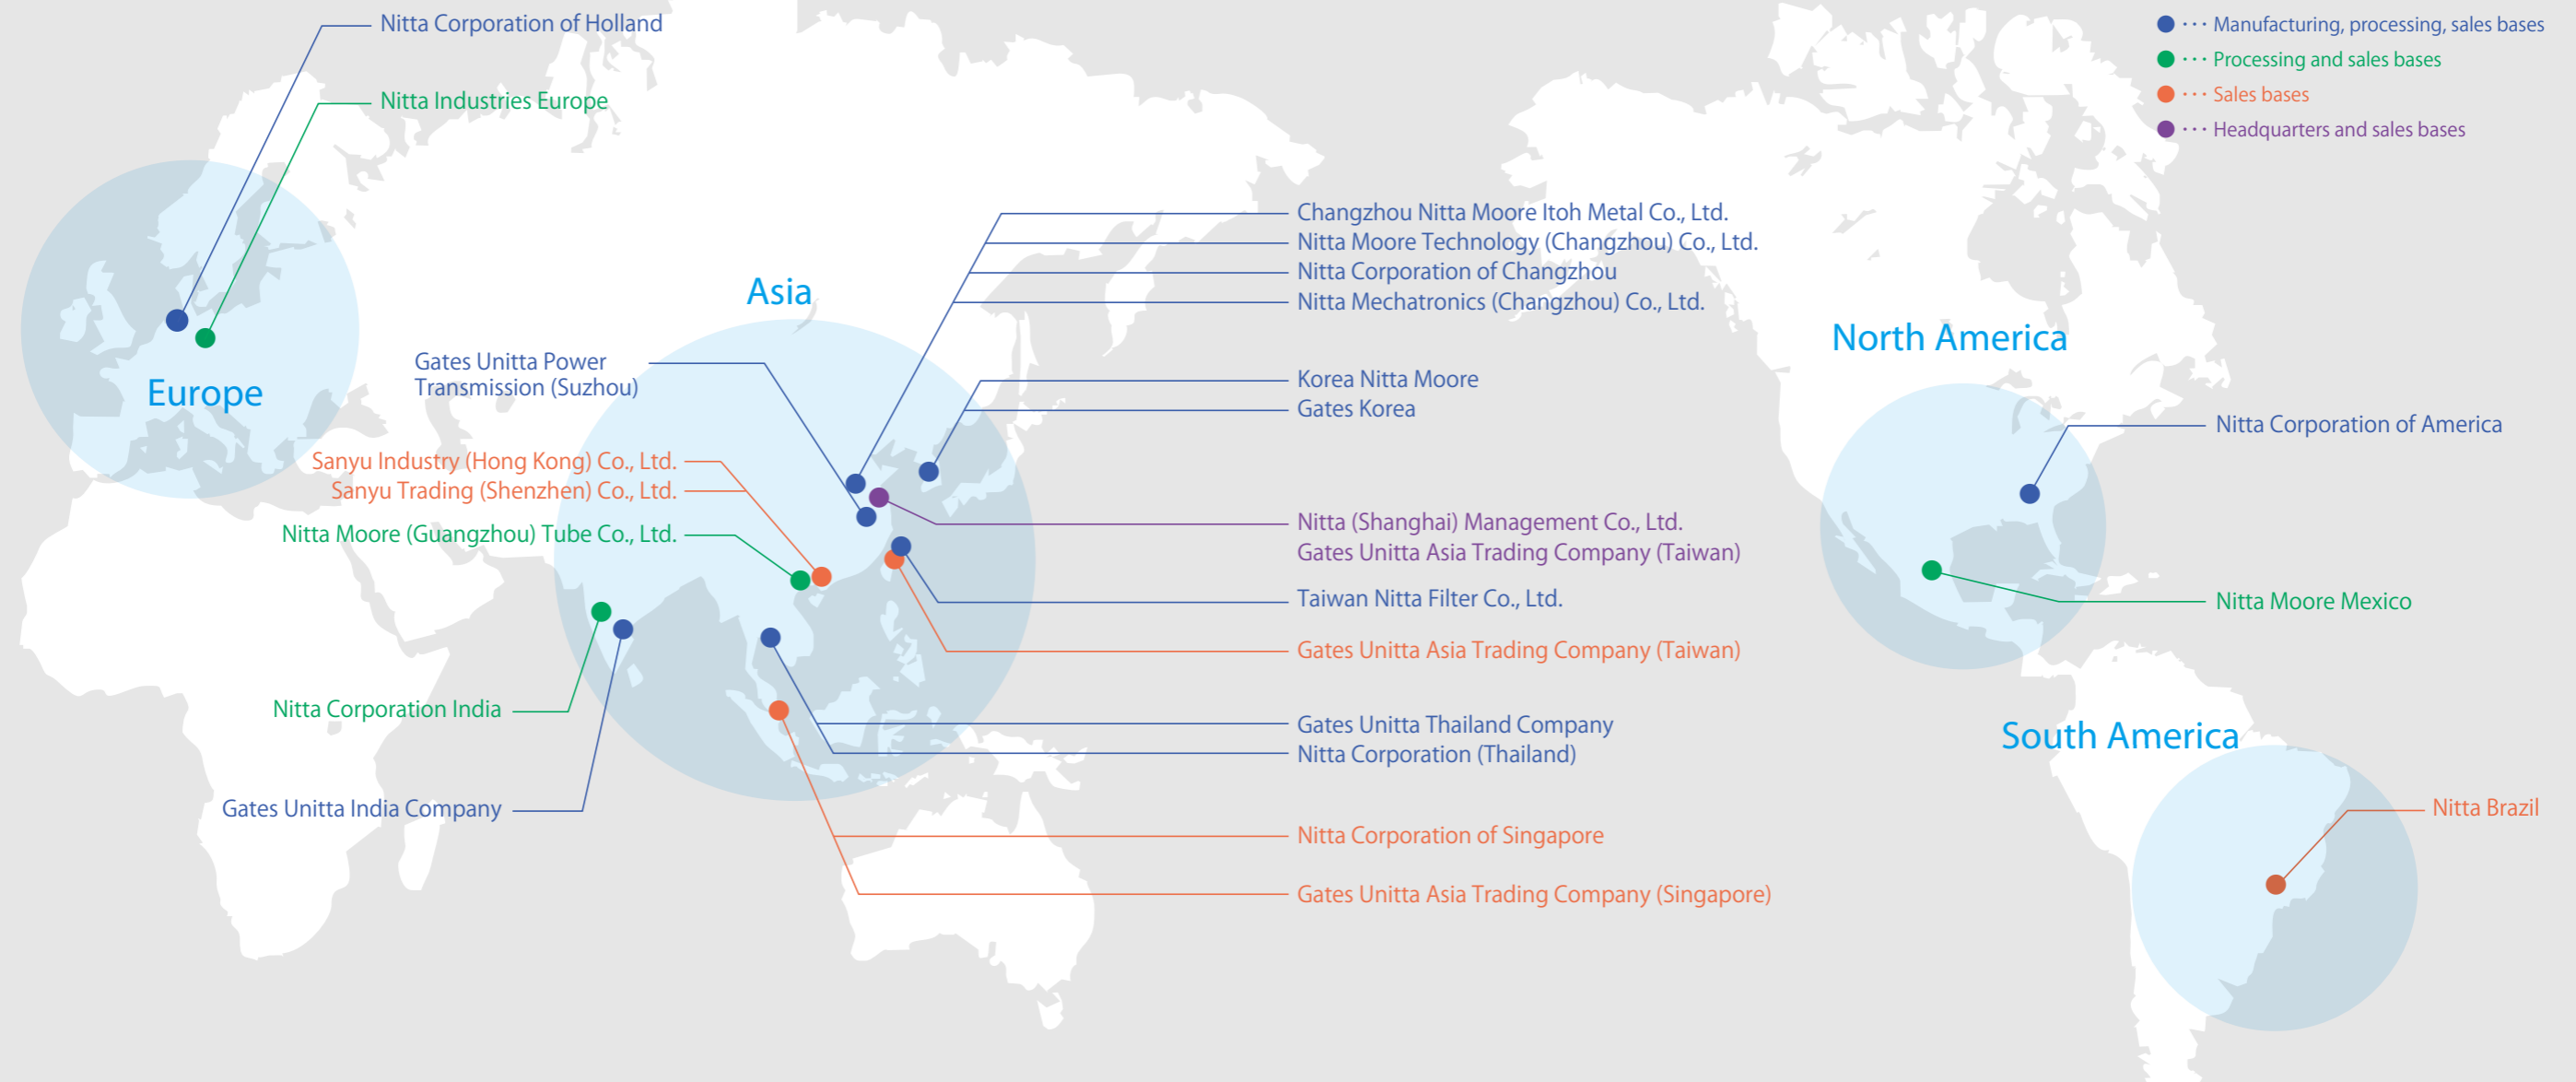 Nitta Corporation of Holland
Nitta Industries Europe
Europe
··· Manufacturing, processing, sales bases
··· Processing and sales bases
··· Sales bases
··· Headquarters and sales bases
Asia
Changzhou Nitta Moore Itoh Metal Co., Ltd.
Nitta Moore Technology (Changzhou) Co., Ltd.
Nitta Corporation of Changzhou
Nitta Mechatronics (Changzhou) Co., Ltd.
Gates Unitta Power
Transmission (Suzhou)
Korea Nitta Moore
Gates Korea
Sanyu Industry (Hong Kong) Co., Ltd.
Sanyu Trading (Shenzhen) Co., Ltd.
Nitta Moore (Guangzhou) Tube Co., Ltd.
Nitta (Shanghai) Management Co., Ltd.
Gates Unitta Asia Trading Company (Taiwan)
Taiwan Nitta Filter Co., Ltd.
Gates Unitta Asia Trading Company (Taiwan)
Nitta Corporation India
Gates Unitta India Company
Gates Unitta Thailand Company
Nitta Corporation (Thailand)
Nitta Corporation of Singapore
Gates Unitta Asia Trading Company (Singapore)
North America
Nitta Corporation of America
Nitta Moore Mexico
South America
Nitta Brazil